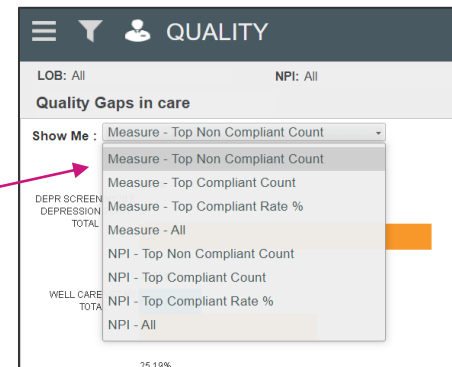 QUALITY
LOB: All NPI: All
Quality Gaps in care
Show Me : Measure - Top Non Compliant Count
Measure - Top Non Compliant Count
Measure - Top Compliant Count
Measure - Top Compliant Rate %
Measure - All
NPI - Top Non Compliant Count
NPI - Top Compliant Count
NPI - Top Compliant Rate %
NPI - All
DEPR SCREEN
DEPRESSION
TOTAL
WELL CARE
TOTA
25.19%